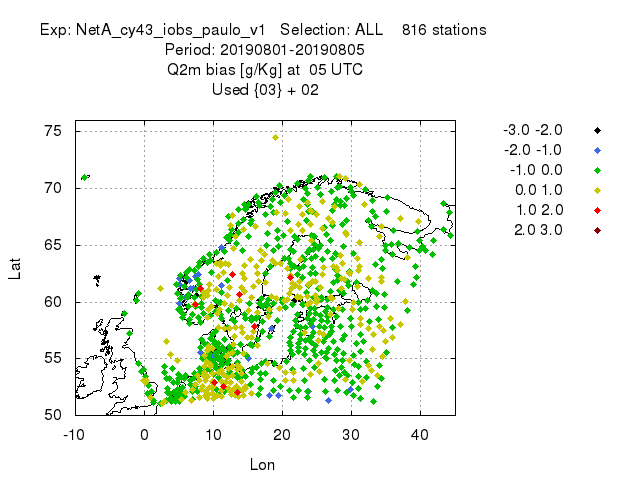 Exp: NetA_cy43_iobs_paulo_v1 Selection: ALL 816 stations
Period: 20190801-20190805
Q2m bias [g/Kg] at 05 UTC
Used {03} + 02
-3.0 -2.0
-2.0 -1.0
-1.0 0.0
0.0 1.0
1.0 2.0
2.0 3.0
75
70
65
60
55
50
Lat
-10 0 10 20 30 40
Lon